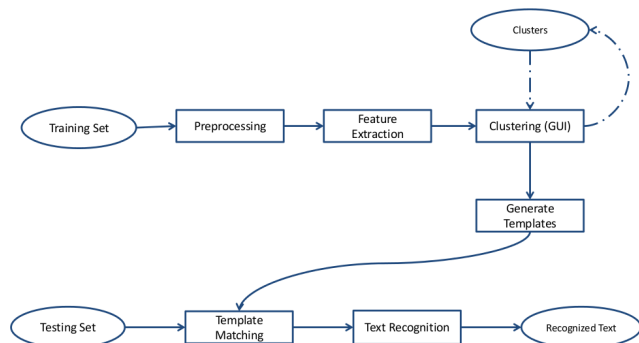 Clusters
Training Set
Preprocessing
Feature
Extraction
Clustering (GUI)
Generate
Templates
Testing Set
Template
Matching
Text Recognition
Recognized Text